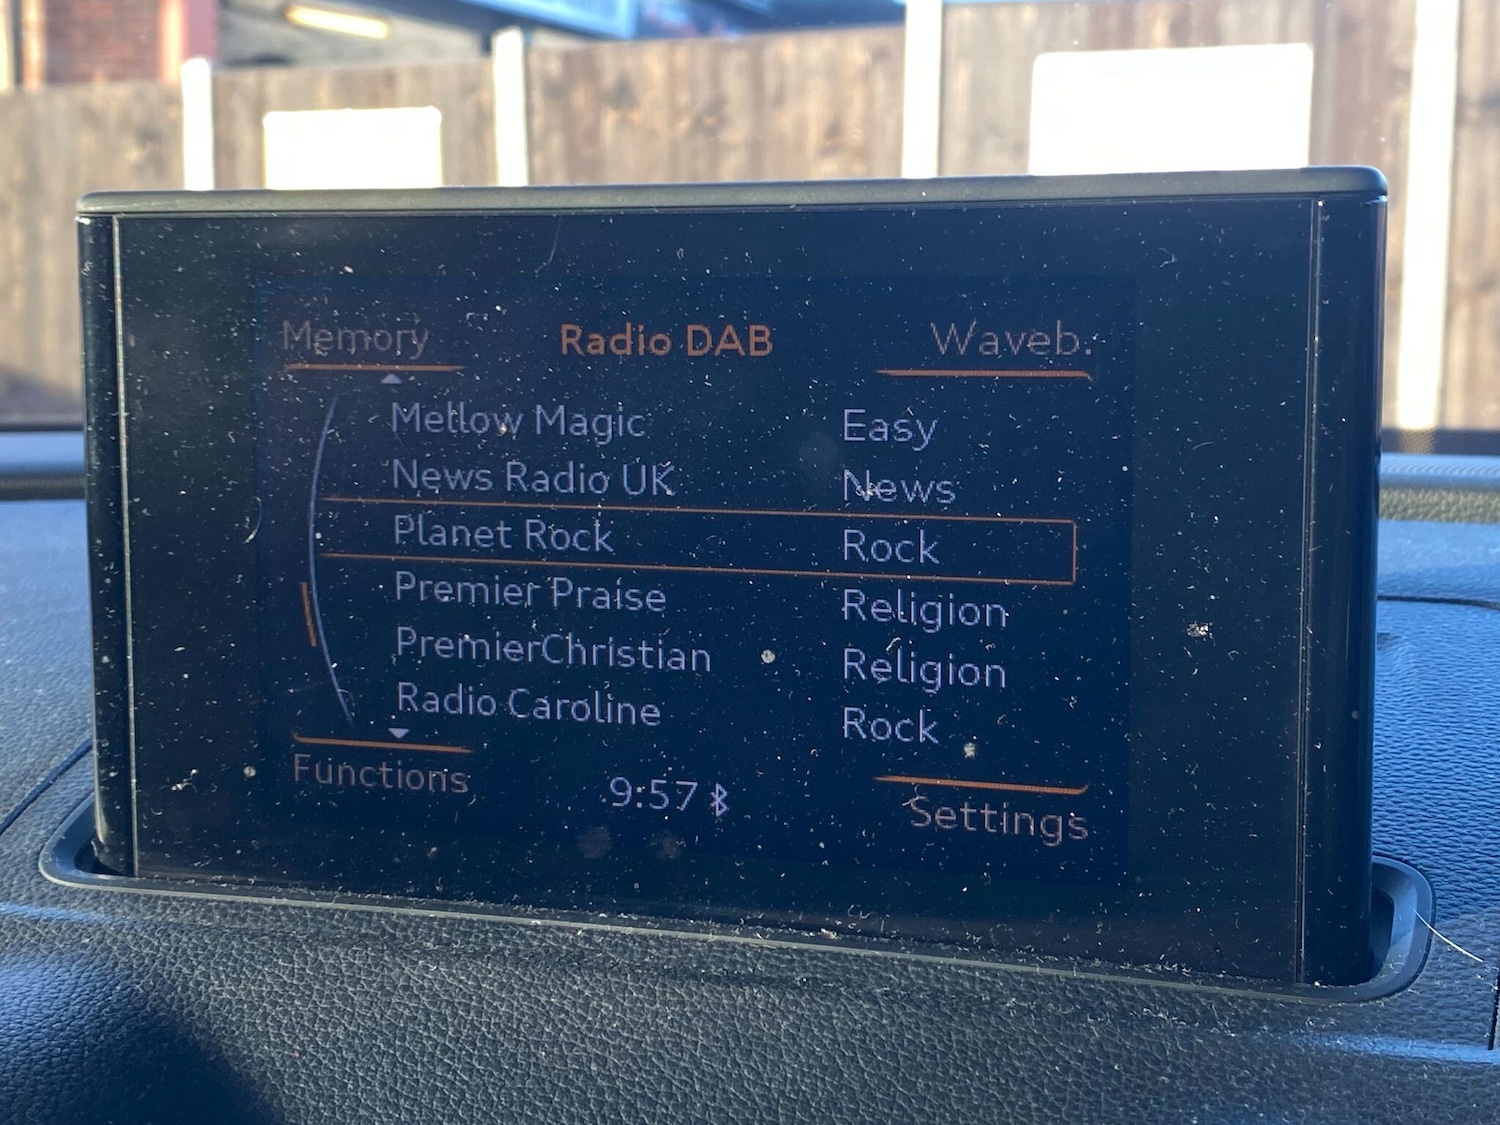 Memory Radio DAB Waveb.
Mellow Magic Easy
News Radio UK News
Planet Rock Rock
Premier Praise Religion
PremierChristian Religion
Radio Caroline Rock
Functions 9:57 Settings